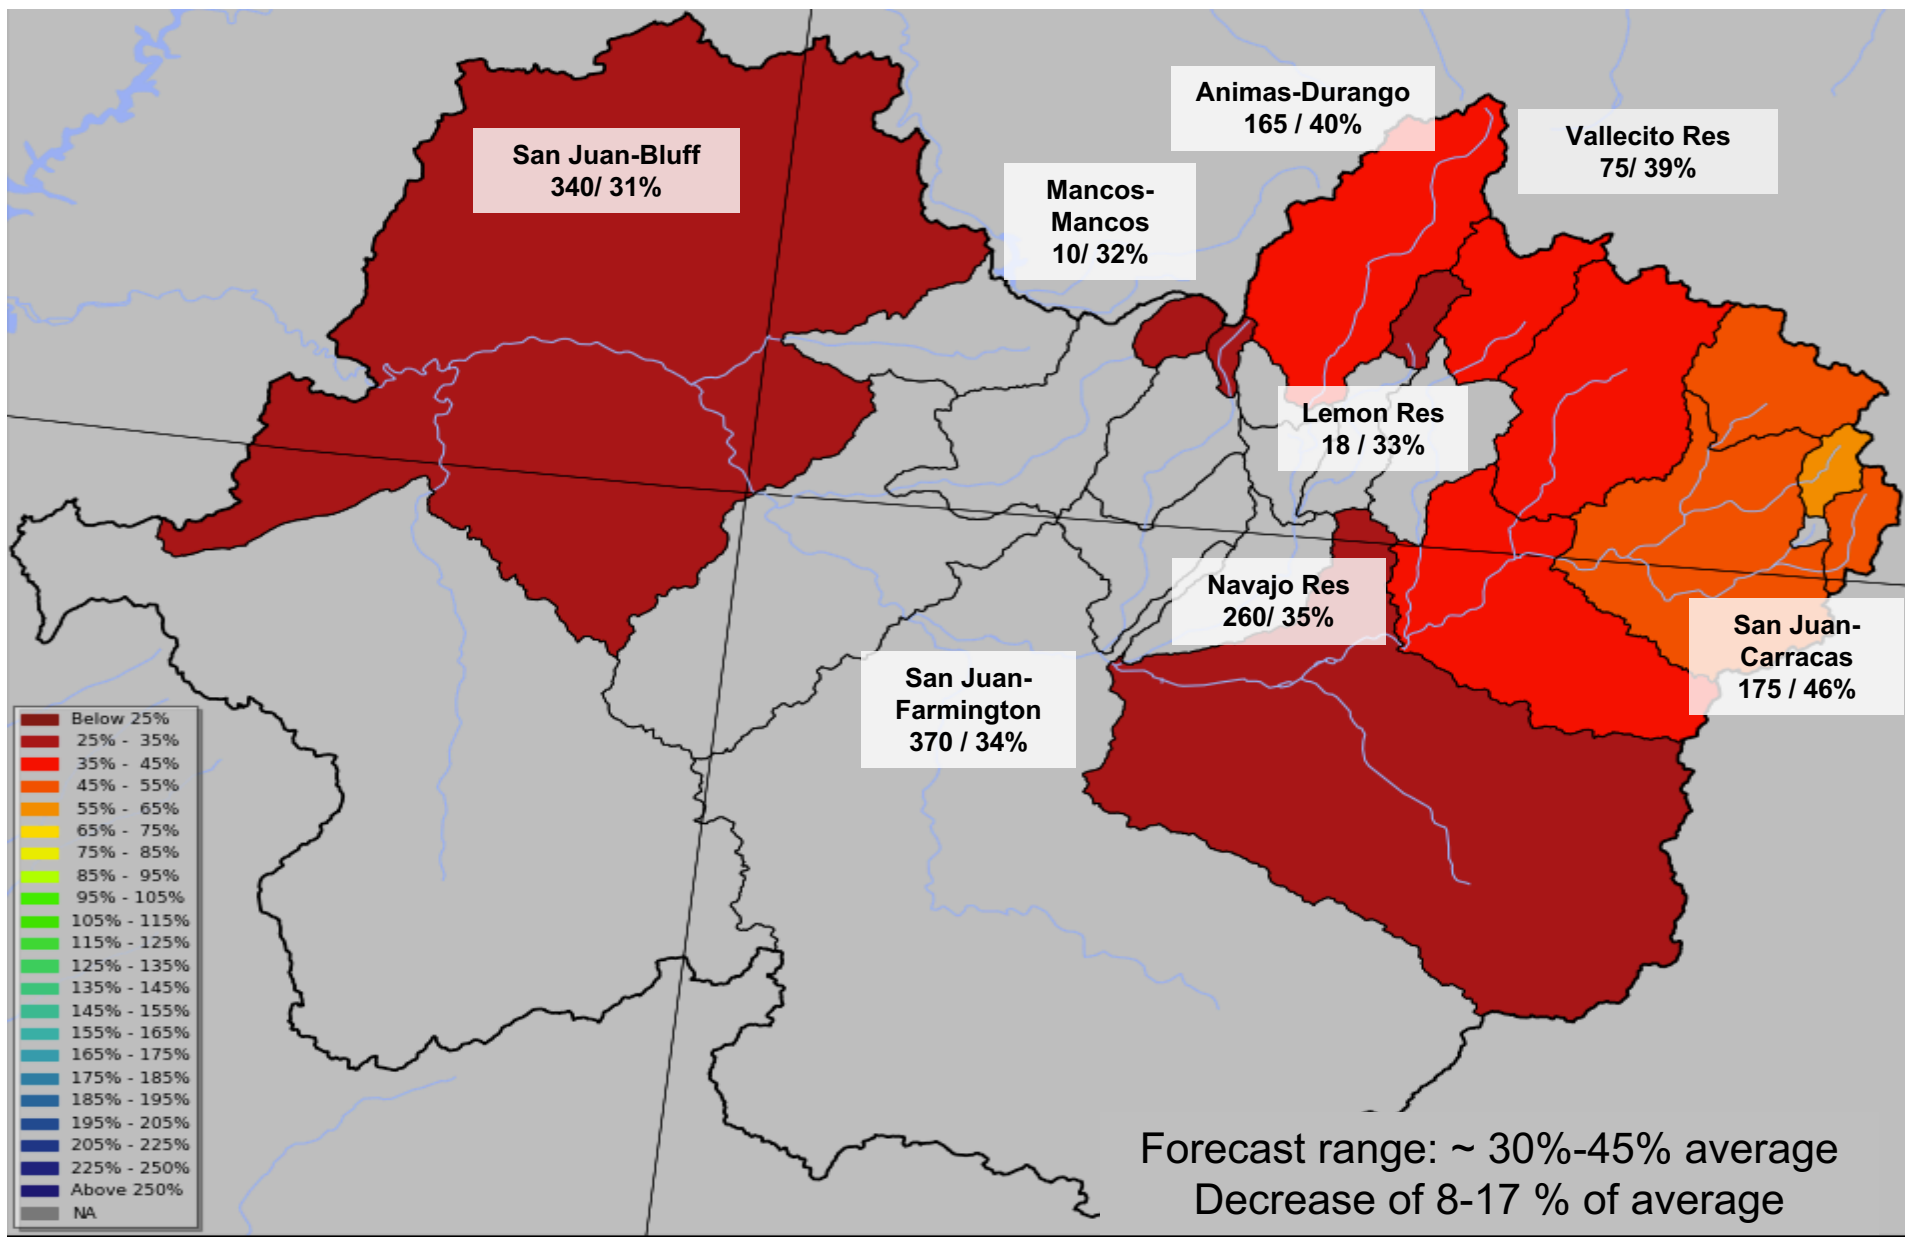 Animas-Durango
165 / 40%
Vallecito Res
75/ 39%
San Juan-Bluff
340/ 31%
Mancos-
Mancos
10/ 32%
Lemon Res
18 / 33%
Navajo Res
260/ 35%
San Juan-
Carracas
175 / 46%
San Juan-
Farmington
370 / 34%
Below 25%
25% - 35%
35% - 45%
45% - 55%
55% - 65%
65% - 75%
75% - 85%
85% - 95%
95% - 105%
105% - 115%
115% - 125%
125% - 135%
135% - 145%
145% - 155%
155% - 165%
165% - 175%
175% - 185%
185% - 195%
195% - 205%
205% - 225%
225% - 250%
Above 250%
NA
Forecast range: ~ 30%-45% average
Decrease of 8-17 % of average